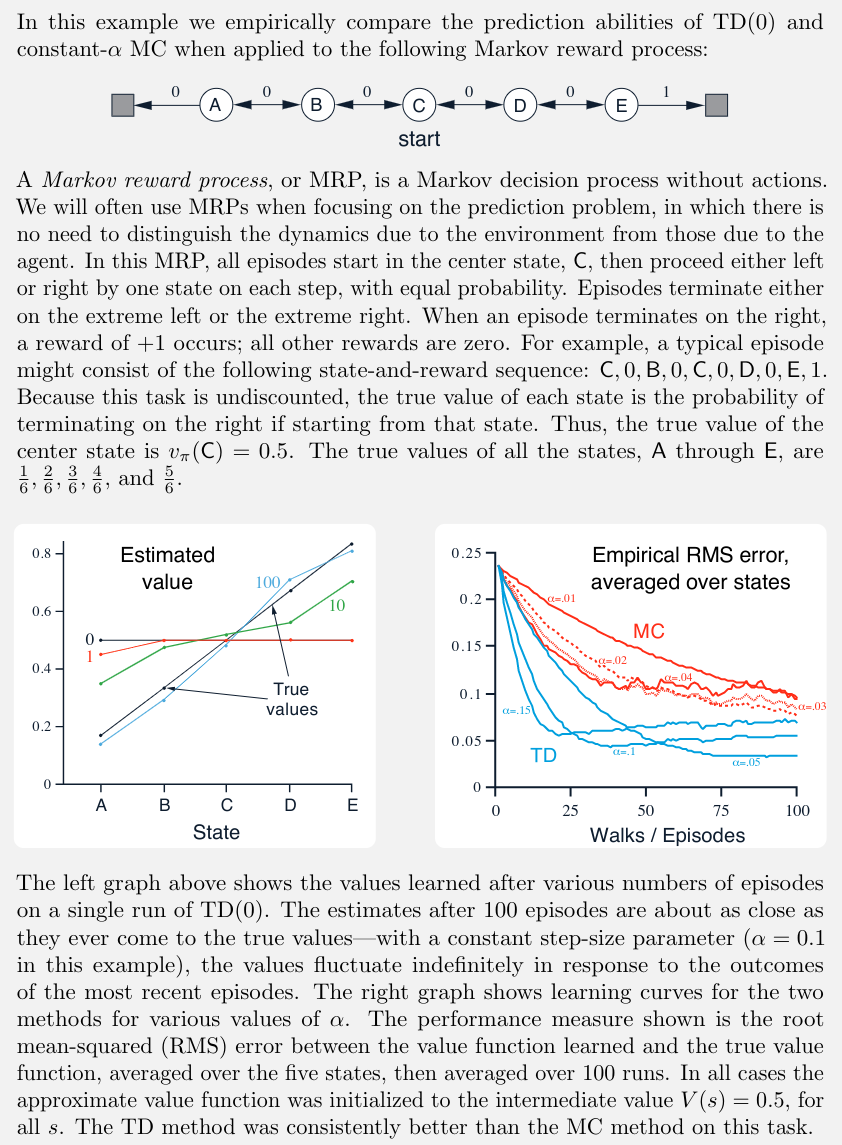 In this example we empirically compare the prediction abilities of TD(0) and
constant-α MC when applied to the following Markov reward process:
0 0 0 0 0 1
A B C D E
start
A Markov reward process, or MRP, is a Markov decision process without actions.
We will often use MRPs when focusing on the prediction problem, in which there is
no need to distinguish the dynamics due to the environment from those due to the
agent. In this MRP, all episodes start in the center state, C, then proceed either left
or right by one state on each step, with equal probability. Episodes terminate either
on the extreme left or the extreme right. When an episode terminates on the right,
a reward of +1 occurs; all other rewards are zero. For example, a typical episode
might consist of the following state-and-reward sequence: C, 0, B, 0, C, 0, D, 0, E, 1.
Because this task is undiscounted, the true value of each state is the probability of
terminating on the right if starting from that state. Thus, the true value of the
center state is vπ(C) = 0.5. The true values of all the states, A through E, are
1/6, 2/6, 3/6, 4/6, and 5/6.
Estimated
value
0.8
0.6
0.4
0.2
0
0
1
10
100
True
values
A B C D E
State
Empirical RMS error,
averaged over states
0.25
0.2
0.15
0.1
0.05
0
α=.01
MC
α=.02
α=.04
α=.03
α=.15
TD
α=.1
α=.05
0 25 50 75 100
Walks / Episodes
The left graph above shows the values learned after various numbers of episodes
on a single run of TD(0). The estimates after 100 episodes are about as close as
they ever come to the true values—with a constant step-size parameter (α = 0.1
in this example), the values fluctuate indefinitely in response to the outcomes
of the most recent episodes. The right graph shows learning curves for the two
methods for various values of α. The performance measure shown is the root
mean-squared (RMS) error between the value function learned and the true value
function, averaged over the five states, then averaged over 100 runs. In all cases the
approximate value function was initialized to the intermediate value V(s) = 0.5, for
all s. The TD method was consistently better than the MC method on this task.